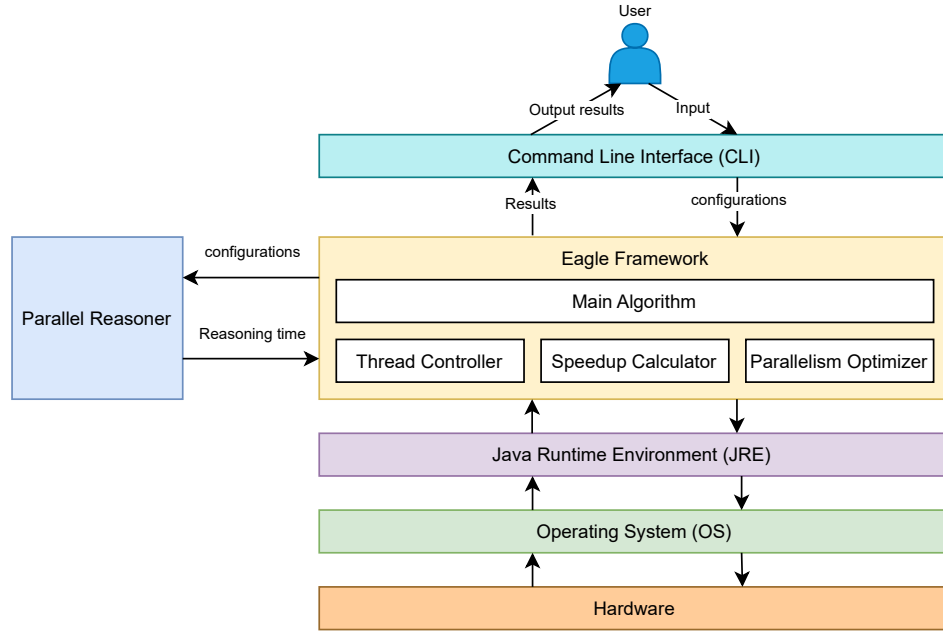 User
Output results
Input
Command Line Interface (CLI)
Results
configurations
Eagle Framework
configurations
Main Algorithm
Parallel Reasoner
Reasoning time
Thread Controller
Speedup Calculator
Parallelism Optimizer
Java Runtime Environment (JRE)
Operating System (OS)
Hardware